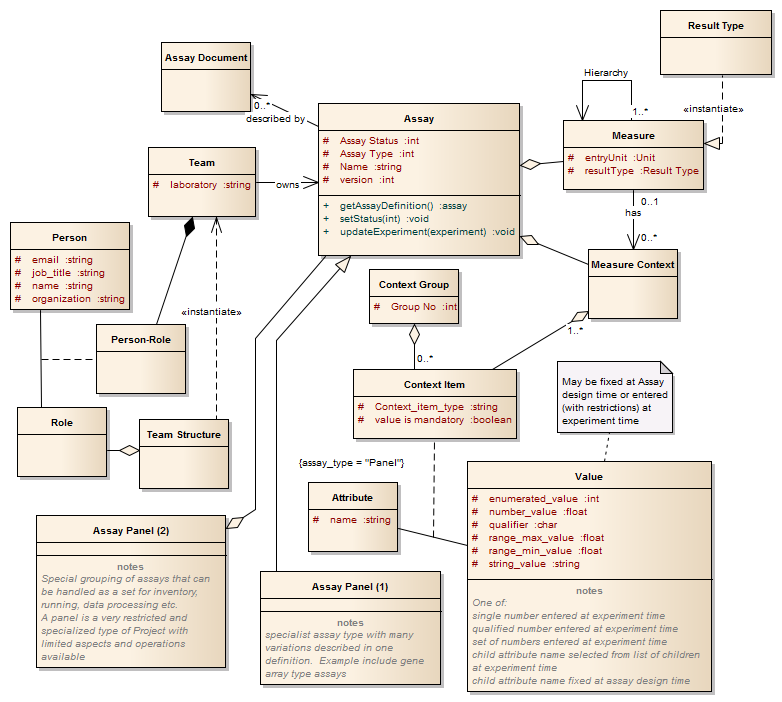 Result Type
Assay Document
Hierarchy
1..*
«instantiate»
0..*
described by
Assay
# Assay Status :int
# Assay Type :int
# Name :string
# version :int
+ getAssayDefinition() :assay
+ setStatus(int) :void
+ updateExperiment(experiment) :void
Measure
# entryUnit :Unit
# resultType :Result Type
Team
# laboratory :string
owns
0..1
has
0..*
Person
# email :string
# job_title :string
# name :string
# organization :string
Measure Context
Context Group
# Group No :int
«instantiate»
Person-Role
1..*
0..*
Context Item
# Context_item_type :string
# value is mandatory :boolean
May be fixed at Assay
design time or entered
(with restrictions) at
experiment time
Role
Team Structure
{assay_type = "Panel"}
Attribute
# name :string
Value
# enumerated_value :int
# number_value :float
# qualifier :char
# range_max_value :float
# range_min_value :float
# string_value :string
notes
One of:
single number entered at experiment time
qualified number entered at experiment time
set of numbers entered at experiment time
child attribute name selected from list of children
at experiment time
child attribute name fixed at assay design time
Assay Panel (2)
notes
Special grouping of assays that can
be handled as a set for inventory,
running, data processing etc.
A panel is a very restricted and
specialized type of Project with
limited aspects and operations
available
Assay Panel (1)
notes
specialist assay type with many
variations described in one
definition. Example include gene
array type assays